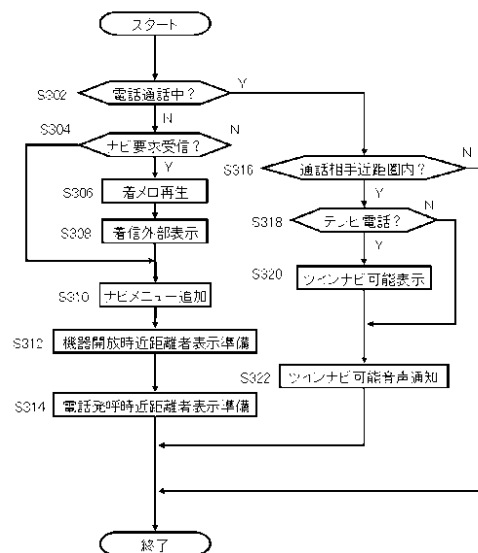 スタート
S302
電話通話中?
Y
N
S304
ナビ要求受信?
N
Y
S306
着メロ再生
S308
着信外部表示
S310
ナビメニュー追加
S312
機器開放時近距離者表示準備
S314
電話発呼時近距離者表示準備
S316
通話相手近距圏内?
N
Y
S318
テレビ電話?
N
Y
S320
ツインナビ可能表示
S322
ツインナビ可能音声通知
終了